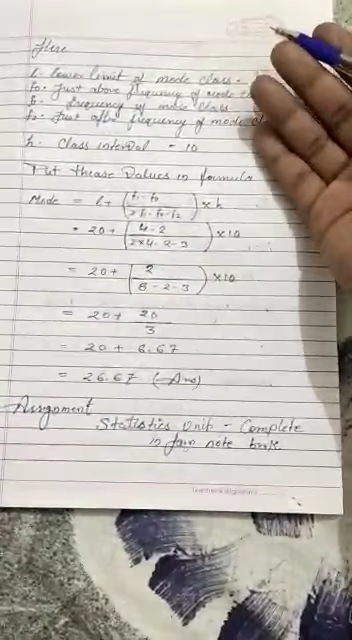 Here
l. Lower limit of mode class -
f₀. Just above frequency of mode
f₁. frequency of mode class
f₂. Just after frequency of mode cl
h. Class interval = 10
Put these Values in formula
Mode = l + (f₁ - f₀ / 2f₁ - f₀ - f₂) × h
= 20 + (4 - 2 / 2×4 - 2 - 3) × 10
= 20 + (2 / 8 - 2 - 3) × 10
= 20 + 20 / 3
= 20 + 6.67
= 26.67 (Ans)
Assignment
Statistics Unit - Complete
in fair note book.
Teacher's Signature